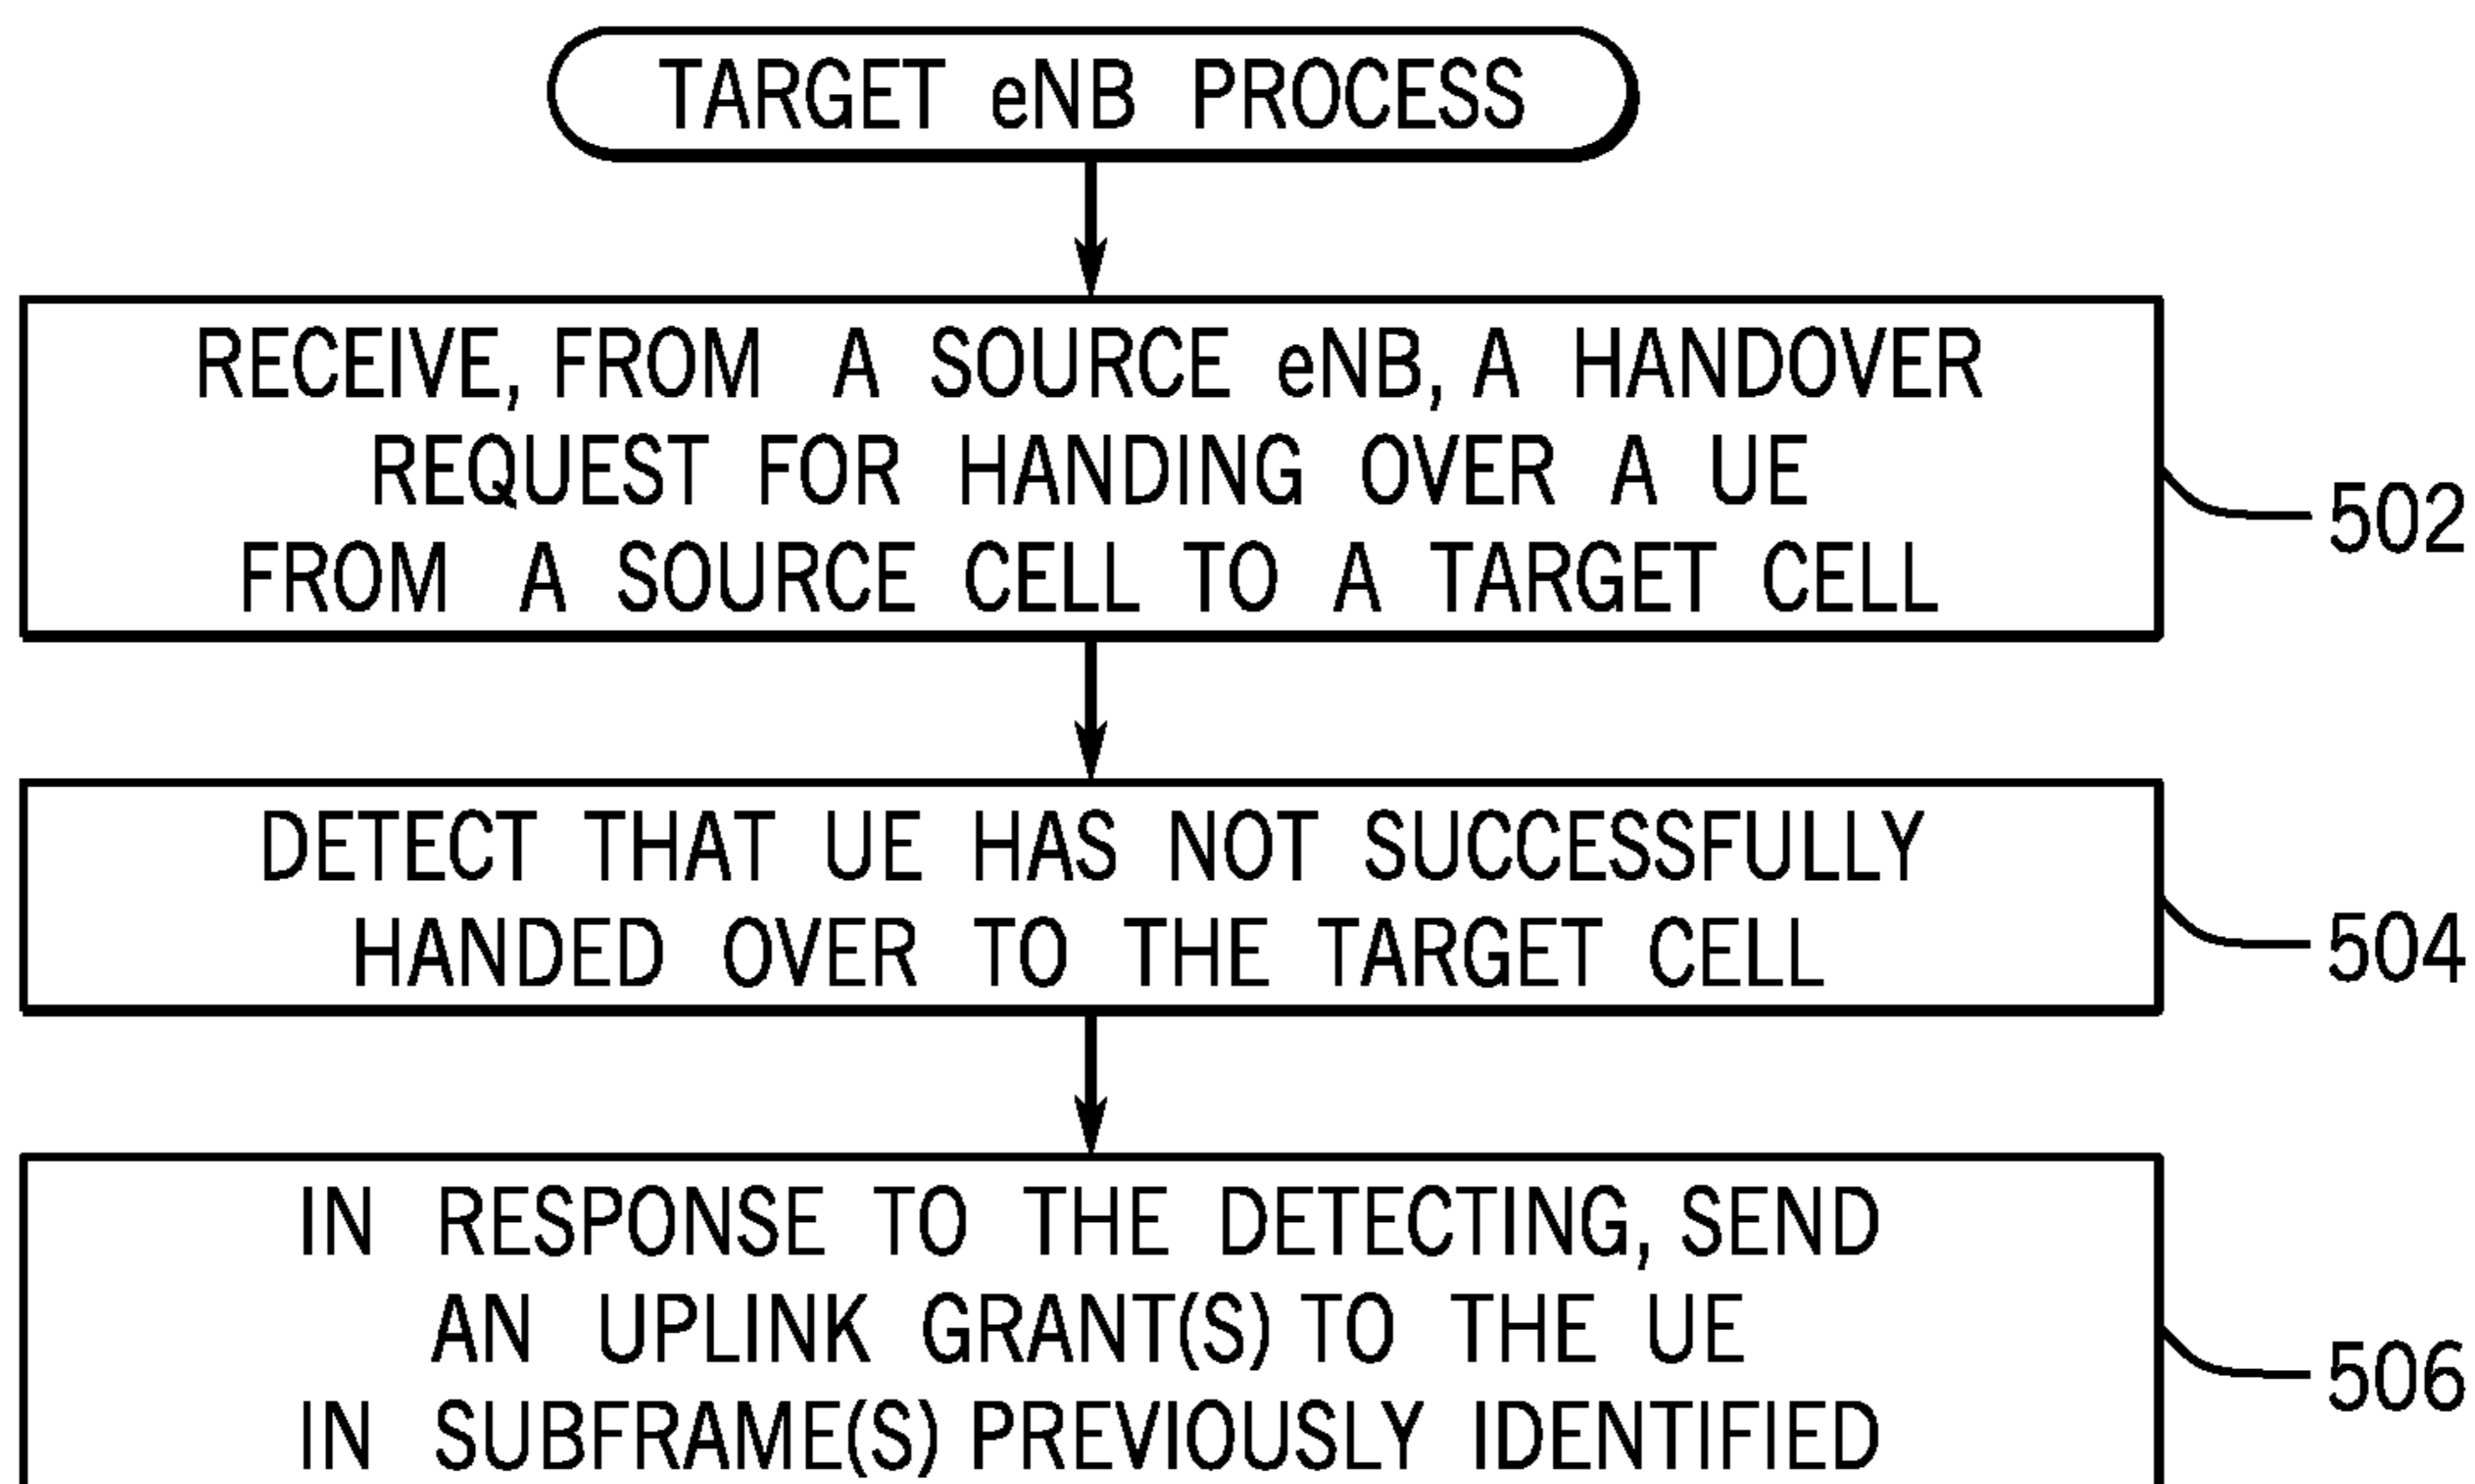 TARGET eNB PROCESS
RECEIVE, FROM A SOURCE eNB, A HANDOVER
REQUEST FOR HANDING OVER A UE
FROM A SOURCE CELL TO A TARGET CELL
502
DETECT THAT UE HAS NOT SUCCESSFULLY
HANDED OVER TO THE TARGET CELL
504
IN RESPONSE TO THE DETECTING, SEND
AN UPLINK GRANT(S) TO THE UE
IN SUBFRAME(S) PREVIOUSLY IDENTIFIED
506